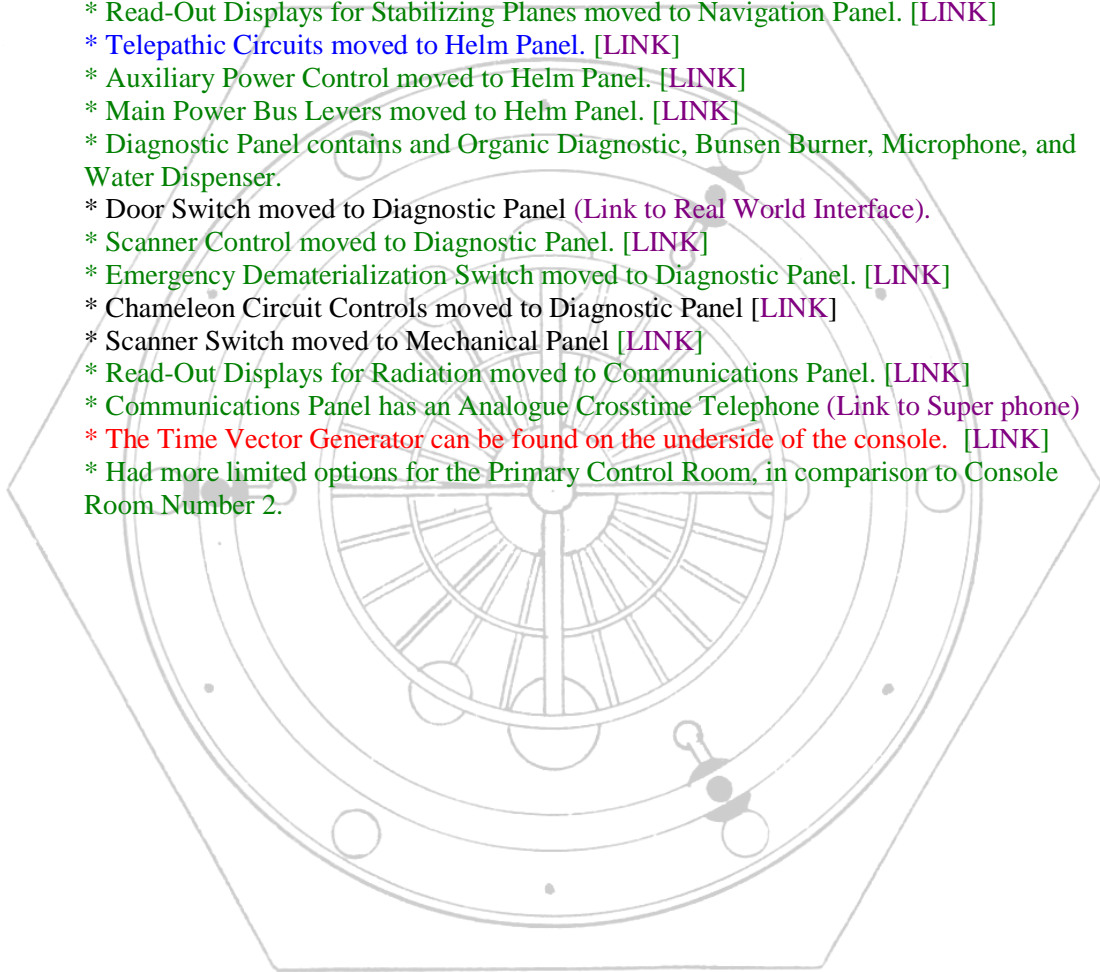 * Read-Out Displays for Stabilizing Planes moved to Navigation Panel. [LINK]
* Telepathic Circuits moved to Helm Panel. [LINK]
* Auxiliary Power Control moved to Helm Panel. [LINK]
* Main Power Bus Levers moved to Helm Panel. [LINK]
* Diagnostic Panel contains and Organic Diagnostic, Bunsen Burner, Microphone, and
Water Dispenser.
* Door Switch moved to Diagnostic Panel (Link to Real World Interface).
* Scanner Control moved to Diagnostic Panel. [LINK]
* Emergency Dematerialization Switch moved to Diagnostic Panel. [LINK]
* Chameleon Circuit Controls moved to Diagnostic Panel [LINK]
* Scanner Switch moved to Mechanical Panel [LINK]
* Read-Out Displays for Radiation moved to Communications Panel. [LINK]
* Communications Panel has an Analogue Crosstime Telephone (Link to Super phone)
* The Time Vector Generator can be found on the underside of the console. [LINK]
* Had more limited options for the Primary Control Room, in comparison to Console
Room Number 2.